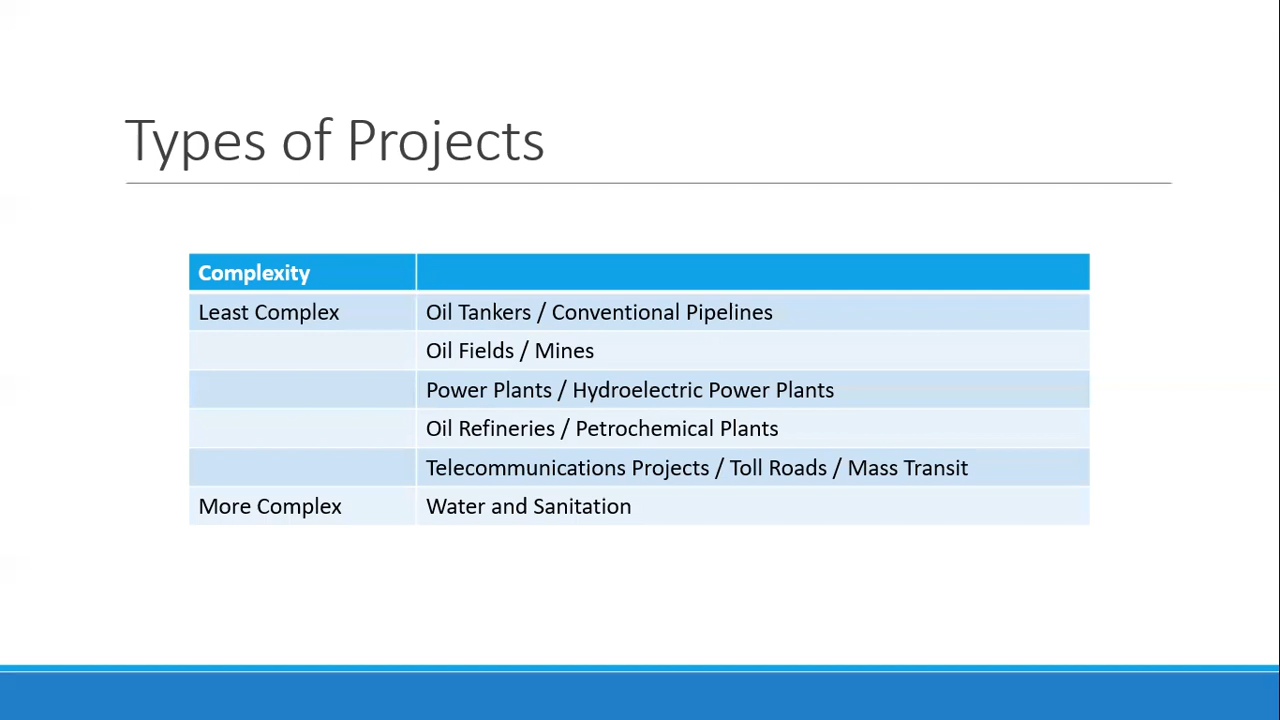 Types of Projects
Complexity
Least Complex Oil Tankers / Conventional Pipelines
Oil Fields / Mines
Power Plants / Hydroelectric Power Plants
Oil Refineries / Petrochemical Plants
Telecommunications Projects / Toll Roads / Mass Transit
More Complex Water and Sanitation